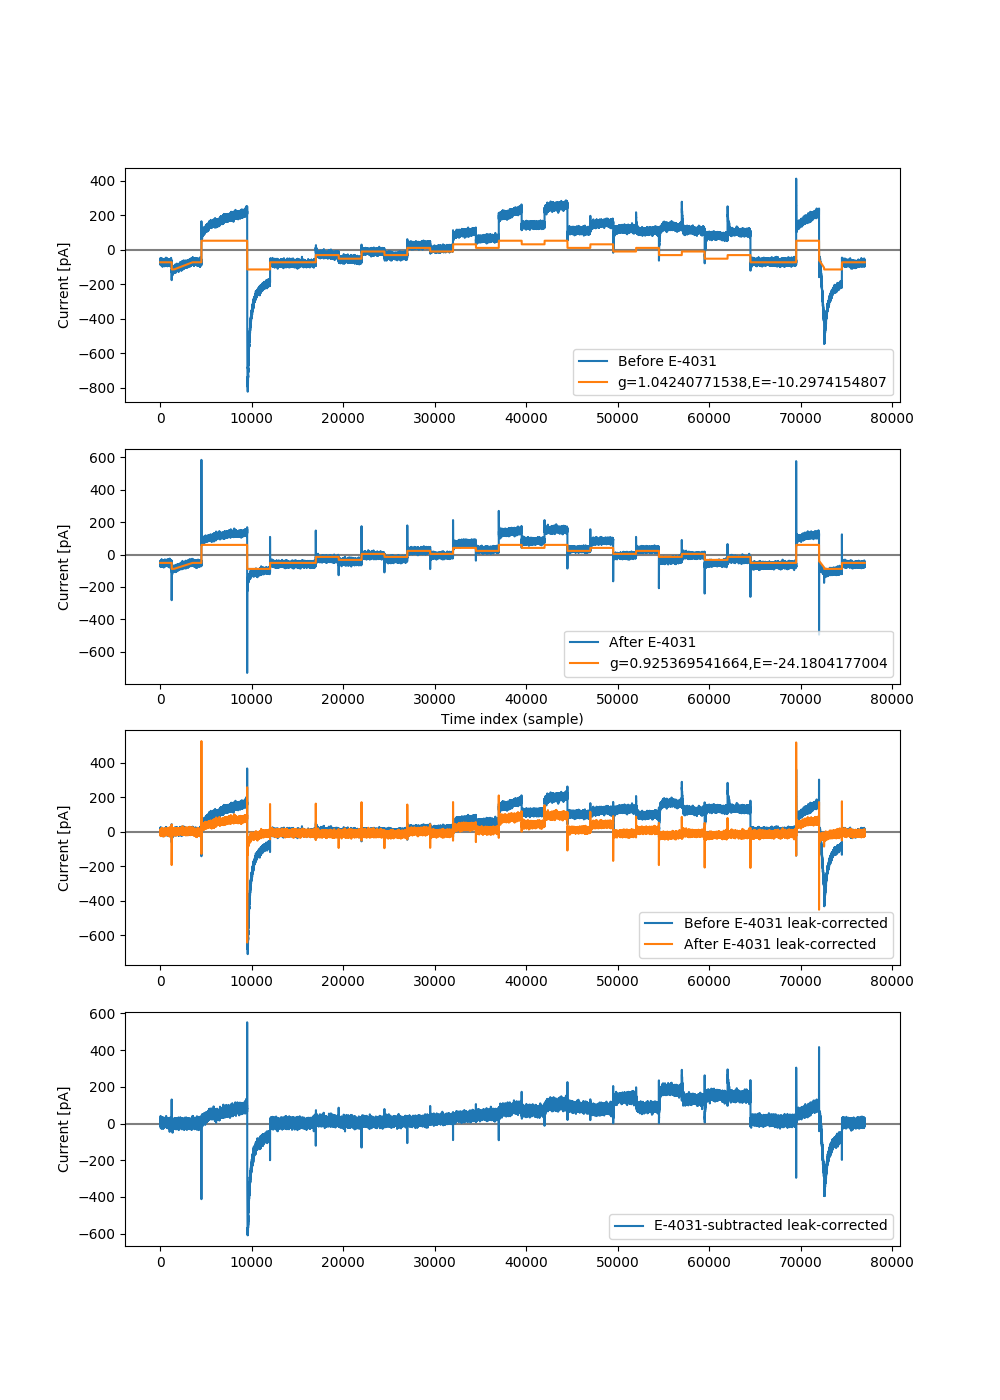 400
200
0
−200
−400
−600
−800
Current [pA]
Before E-4031
g=1.04240771538,E=-10.2974154807
0 10000 20000 30000 40000 50000 60000 70000 80000
600
400
200
0
−200
−400
−600
Current [pA]
After E-4031
g=0.925369541664,E=-24.1804177004
0 10000 20000 30000 40000 50000 60000 70000 80000
Time index (sample)
400
200
0
−200
−400
−600
Current [pA]
Before E-4031 leak-corrected
After E-4031 leak-corrected
0 10000 20000 30000 40000 50000 60000 70000 80000
600
400
200
0
−200
−400
−600
Current [pA]
E-4031-subtracted leak-corrected
0 10000 20000 30000 40000 50000 60000 70000 80000